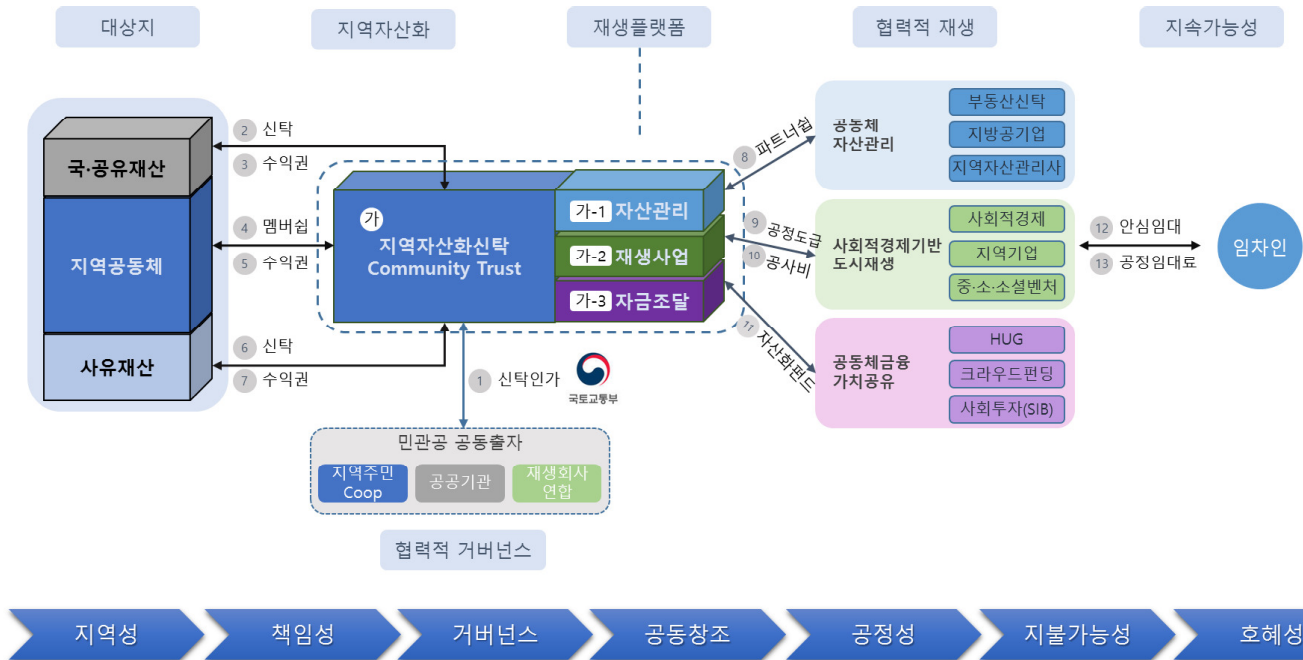 대상지
지역자산화
재생플랫폼
협력적 재생
지속가능성
국·공유재산
지역공동체
사유재산
2 신탁
3 수익권
4 멤버쉽
5 수익권
6 신탁
7 수익권
가
지역자산화신탁
Community Trust
가-1 자산관리
가-2 재생사업
가-3 자금조달
1 신탁인가
국토교통부
민관공 공동출자
지역주민
Coop
공공기관
재생회사
연합
협력적 거버넌스
8 파트너쉽
9 공정도급
10 공사비
11 자산화펀드
공동체
자산관리
부동산신탁
지방공기업
지역자산관리사
사회적경제기반
도시재생
사회적경제
지역기업
중·소·소셜벤처
공동체금융
가치공유
HUG
크라우드펀딩
사회투자(SIB)
12 안심임대
13 공정임대료
임차인
지역성
책임성
거버넌스
공동창조
공정성
지불가능성
호혜성